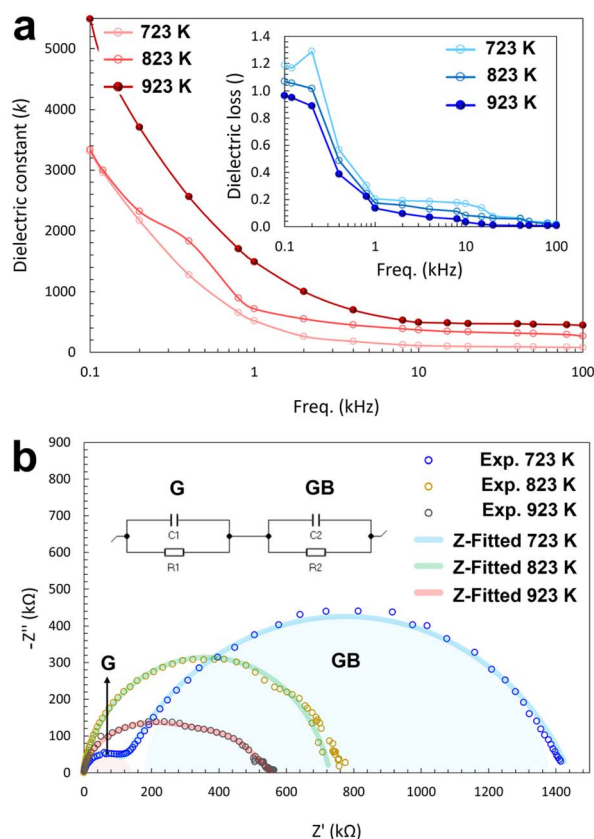 a
723 K
823 K
923 K
Dielectric constant (k)
5000
4000
3000
2000
1000
0
0.1 1 10 100
Freq. (kHz)
723 K
823 K
923 K
Dielectric loss ()
1.4
1.2
1.0
0.8
0.6
0.4
0.2
0.0
0.1 1 10 100
Freq. (kHz)
b
Exp. 723 K
Exp. 823 K
Exp. 923 K
Z-Fitted 723 K
Z-Fitted 823 K
Z-Fitted 923 K
G GB
C1 C2
R1 R2
-Z'' (kΩ)
900
800
700
600
500
400
300
200
100
0
G
GB
0 200 400 600 800 1000 1200 1400
Z' (kΩ)